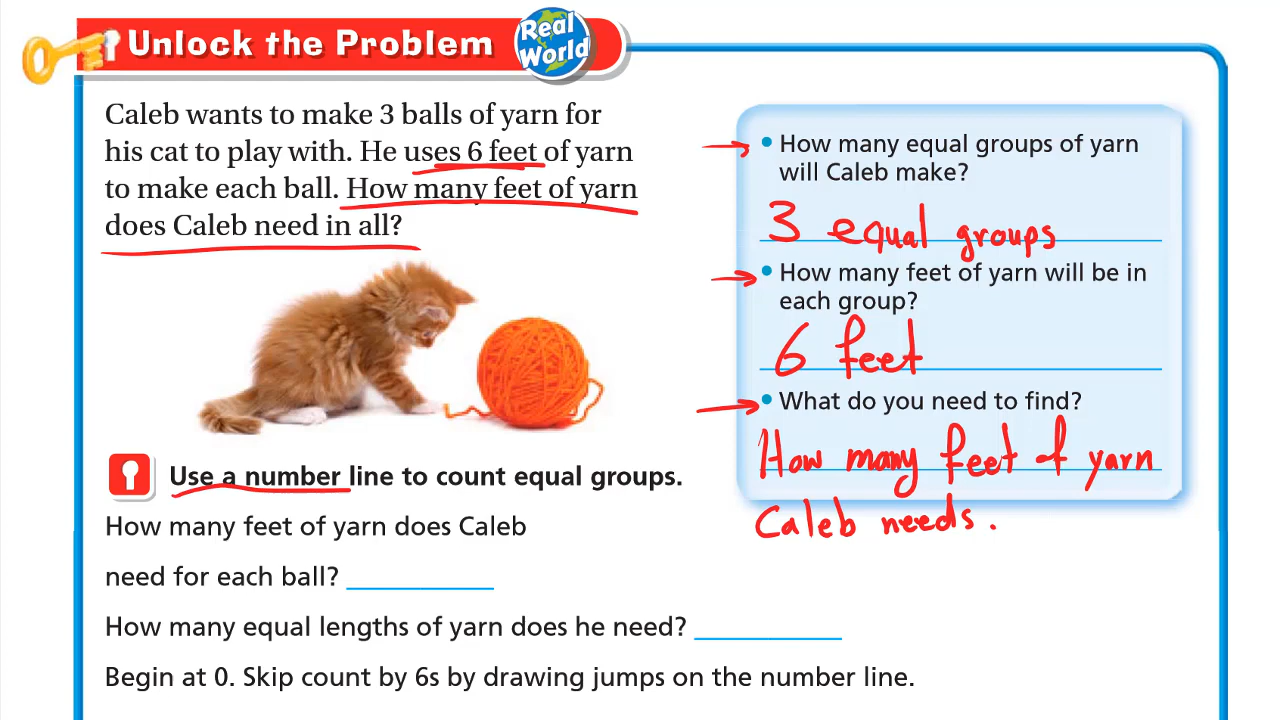 Unlock the Problem
Real
World
Caleb wants to make 3 balls of yarn for
his cat to play with. He uses 6 feet of yarn
to make each ball. How many feet of yarn
does Caleb need in all?
• How many equal groups of yarn
will Caleb make?
3 equal groups
• How many feet of yarn will be in
each group?
6 feet
• What do you need to find?
How many feet of yarn
Caleb needs.
Use a number line to count equal groups.
How many feet of yarn does Caleb
need for each ball?
How many equal lengths of yarn does he need?
Begin at 0. Skip count by 6s by drawing jumps on the number line.